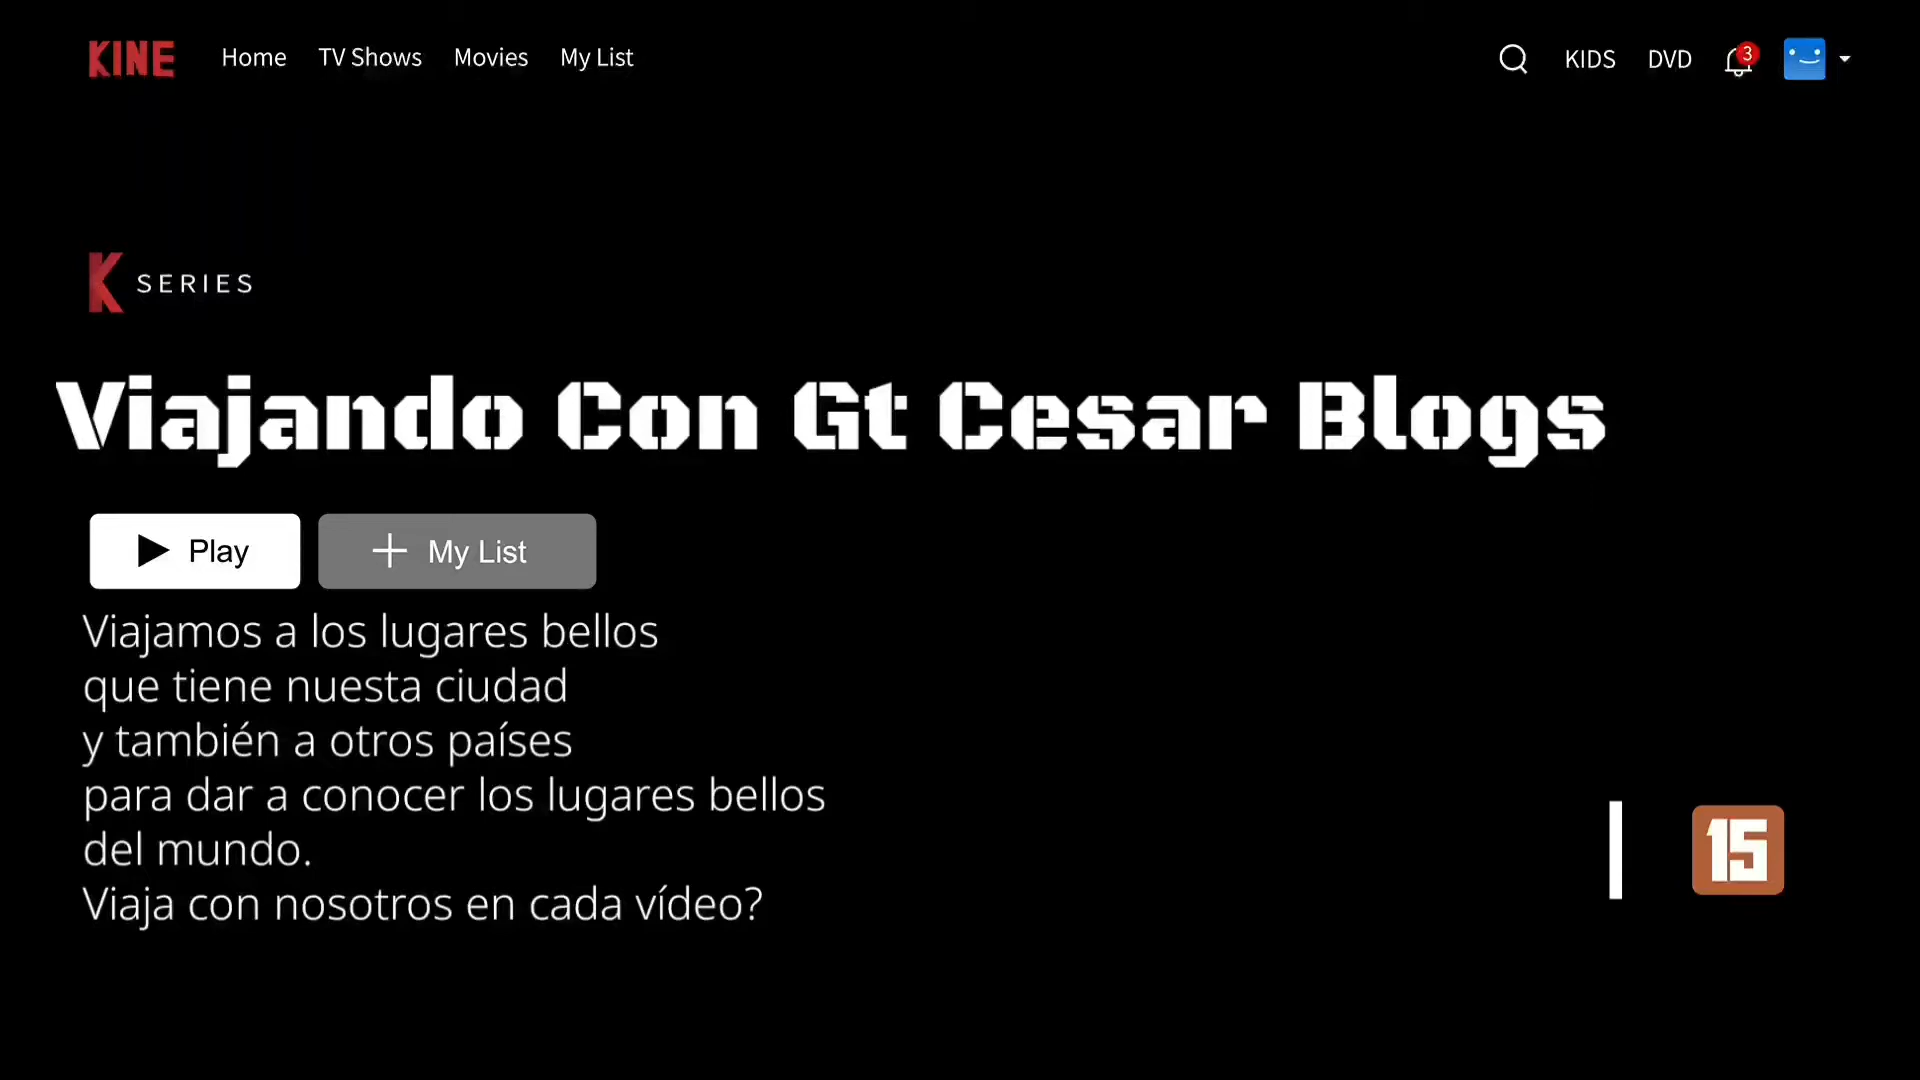 KINE Home TV Shows Movies My List KIDS DVD 3
K SERIES
Viajando Con Gt Cesar Blogs
Play My List
Viajamos a los lugares bellos
que tiene nuesta ciudad
y también a otros países
para dar a conocer los lugares bellos
del mundo.
Viaja con nosotros en cada vídeo?
15